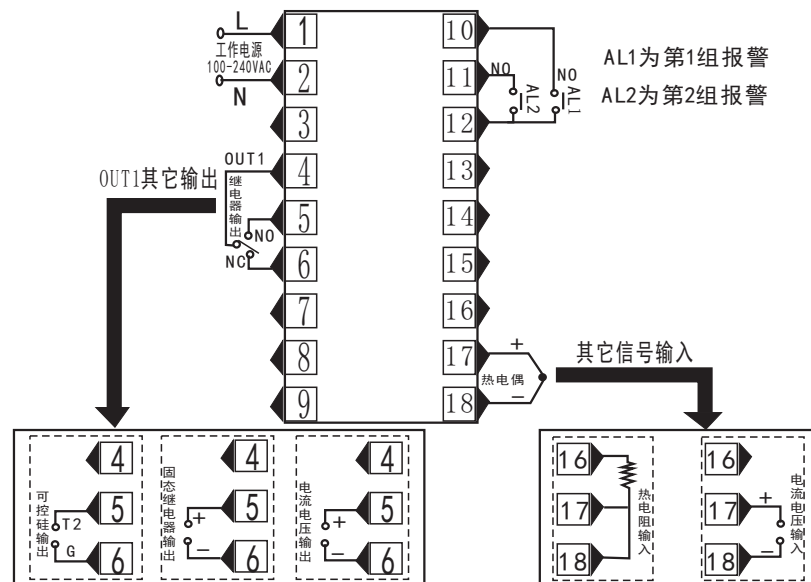 L
工作电源
100-240VAC
N
1
2
3
4
5
6
7
8
9
10
11
12
13
14
15
16
17
18
NO
AL2
NO
AL1
AL1为第1组报警
AL2为第2组报警
OUT1
继电器输出
NO
NC
OUT1其它输出
+
热电偶
−
其它信号输入
可控硅输出
T2
G
4
5
6
固态继电器输出
+
−
4
5
6
电流电压输出
+
−
4
5
6
16
17
18
热电阻输入
16
17
18
+
−
电流电压输入